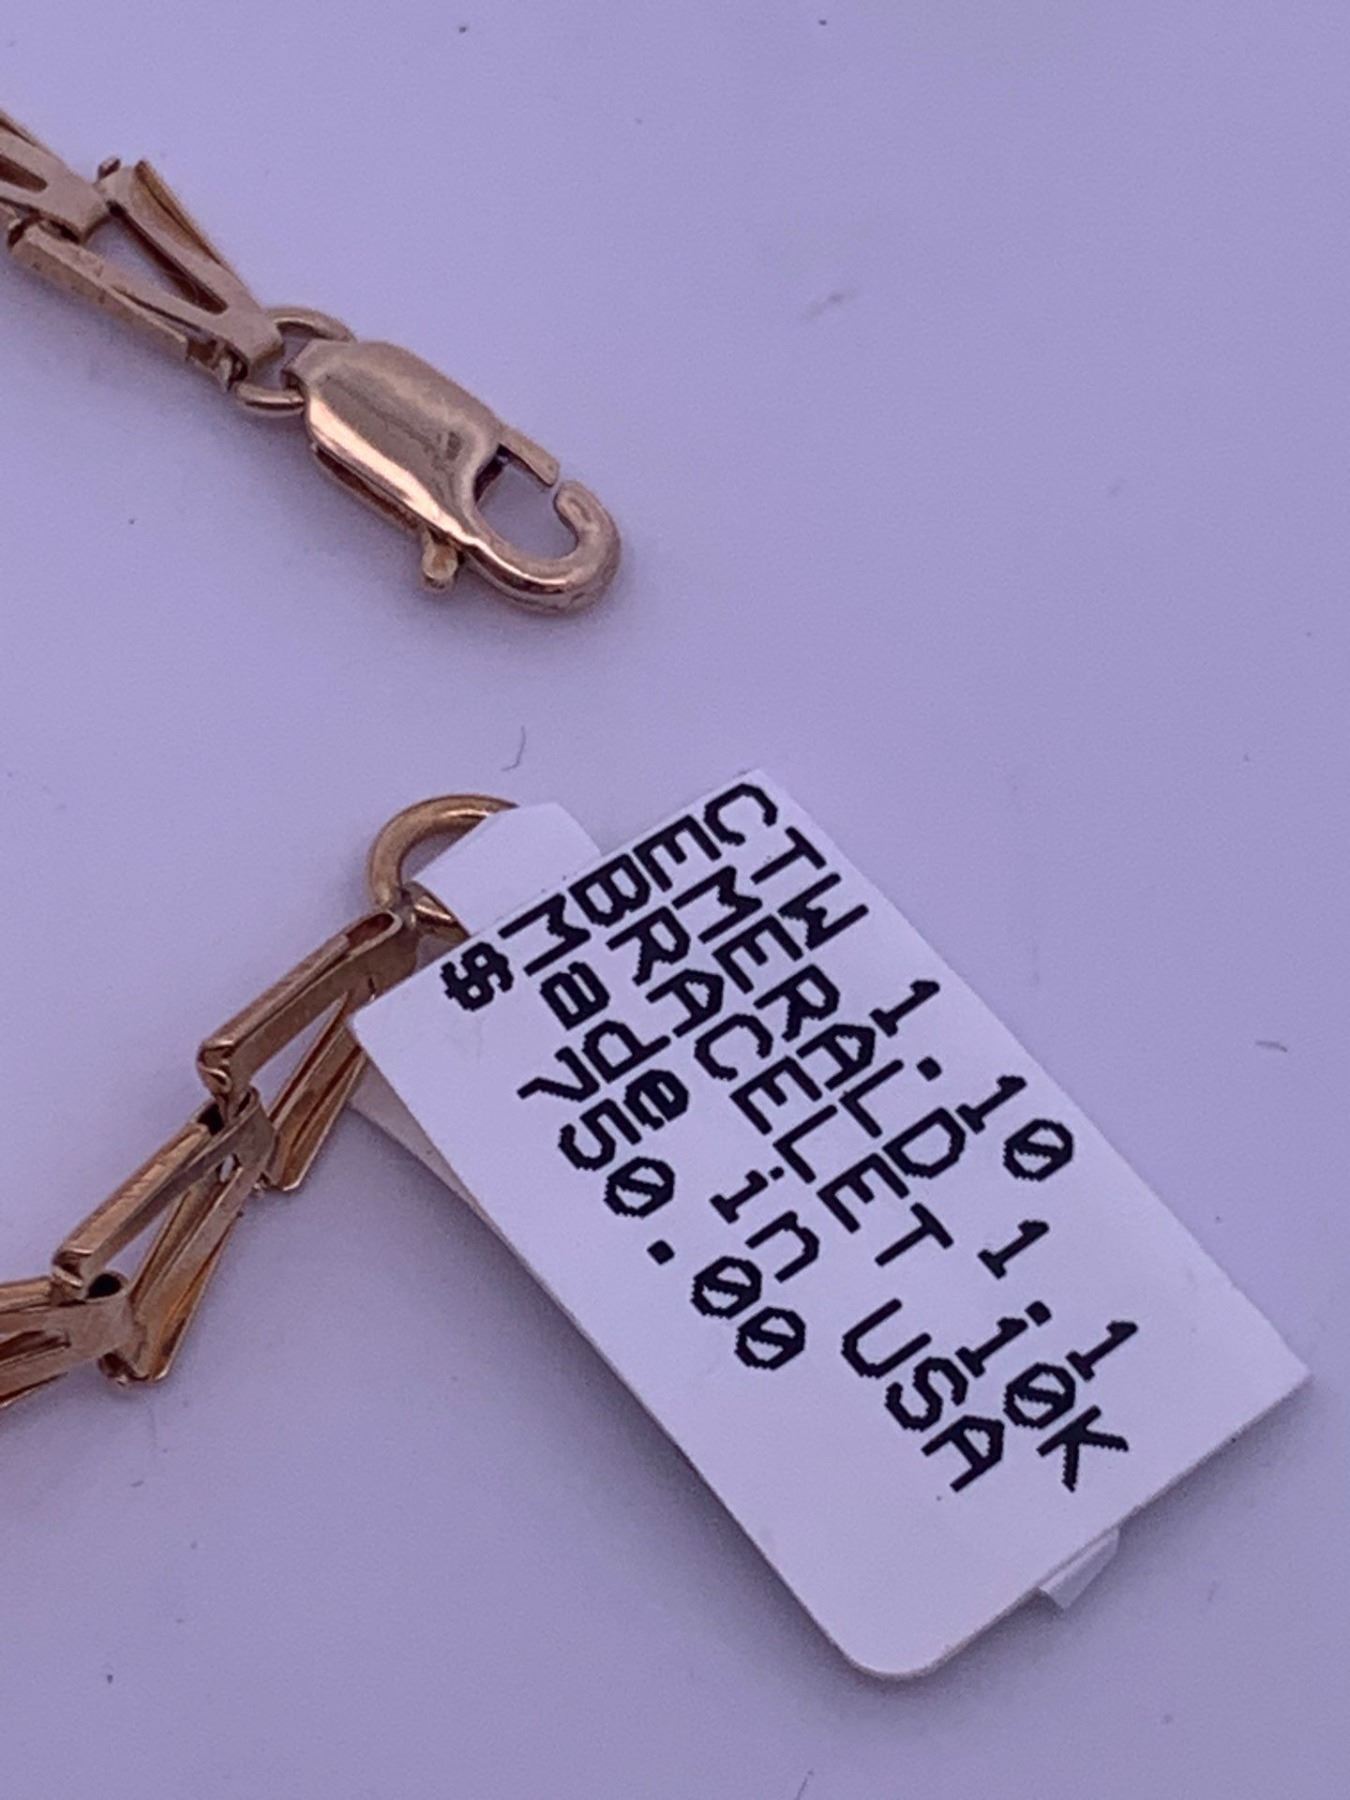 CTW 1.10
EMERALD 1.1
BRACELET 10K
Made in USA
$ 750.00